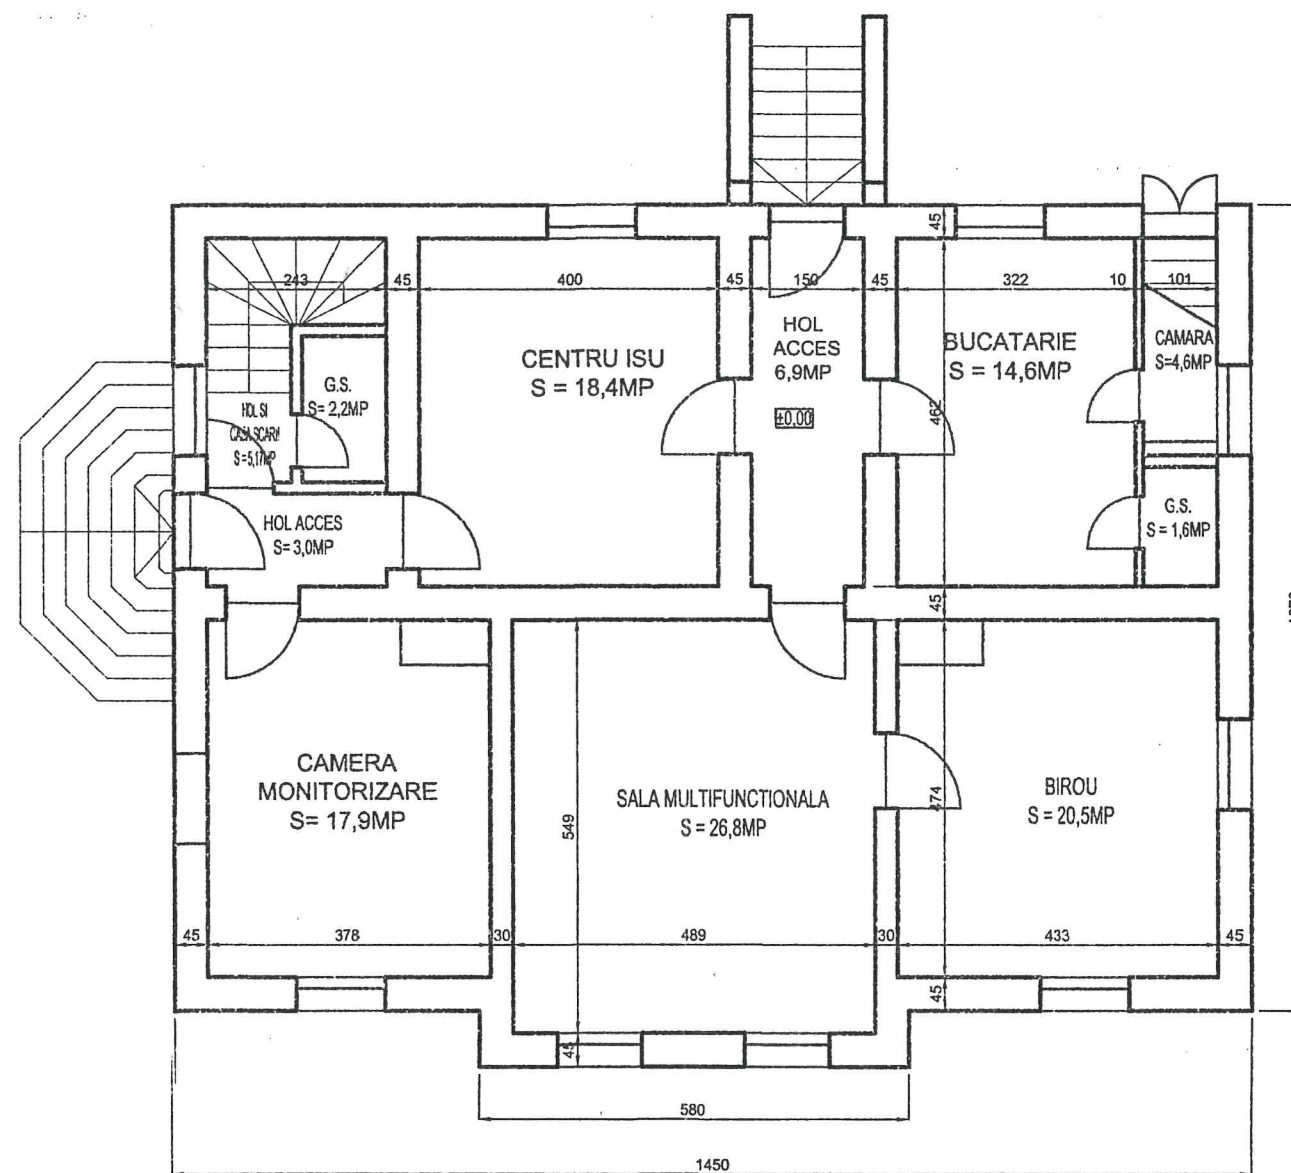 45
243
45
400
45
150
45
322
10
101
HOL
ACCES
6,9MP
±0,00
CENTRU ISU
S = 18,4MP
BUCATARIE
S = 14,6MP
CAMARA
S=4,6MP
G.S.
S= 2,2MP
HOL SI
CASA SCARII
S=5,17MP
462
G.S.
S = 1,6MP
HOL ACCES
S= 3,0MP
45
CAMERA
MONITORIZARE
S= 17,9MP
549
SALA MULTIFUNCTIONALA
S = 26,8MP
474
BIROU
S = 20,5MP
45
378
30
489
30
433
45
45
45
580
1450